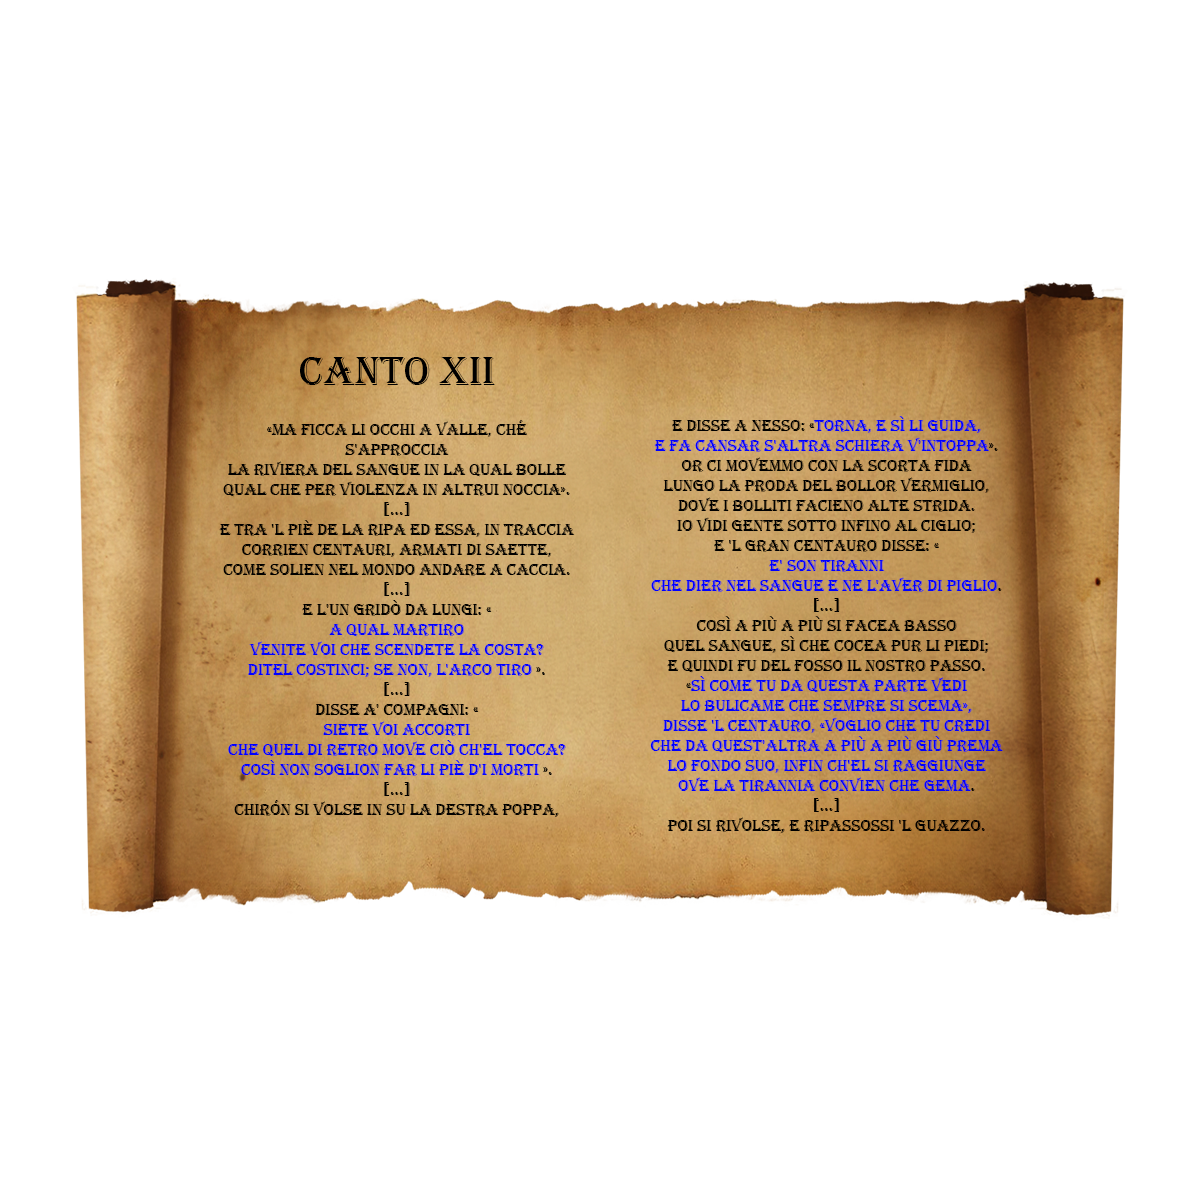 CANTO XII
«MA FICCA LI OCCHI A VALLE, CHÉ
S'APPROCCIA
LA RIVIERA DEL SANGUE IN LA QUAL BOLLE
QUAL CHE PER VIOLENZA IN ALTRUI NOCCIA».
[...]
E TRA 'L PIÈ DE LA RIPA ED ESSA, IN TRACCIA
CORRIEN CENTAURI, ARMATI DI SAETTE,
COME SOLIEN NEL MONDO ANDARE A CACCIA.
[...]
E L'UN GRIDÒ DA LUNGI: «
A QUAL MARTIRO
VENITE VOI CHE SCENDETE LA COSTA?
DITEL COSTINCI; SE NON, L'ARCO TIRO ».
[...]
DISSE A' COMPAGNI: «
SIETE VOI ACCORTI
CHE QUEL DI RETRO MOVE CIÒ CH'EL TOCCA?
COSÌ NON SOGLION FAR LI PIÈ D'I MORTI ».
[...]
CHIRÓN SI VOLSE IN SU LA DESTRA POPPA,
E DISSE A NESSO: «TORNA, E SÌ LI GUIDA,
E FA CANSAR S'ALTRA SCHIERA V'INTOPPA».
OR CI MOVEMMO CON LA SCORTA FIDA
LUNGO LA PRODA DEL BOLLOR VERMIGLIO,
DOVE I BOLLITI FACIENO ALTE STRIDA.
IO VIDI GENTE SOTTO INFINO AL CIGLIO;
E 'L GRAN CENTAURO DISSE: «
E' SON TIRANNI
CHE DIER NEL SANGUE E NE L'AVER DI PIGLIO.
[...]
COSÌ A PIÙ A PIÙ SI FACEA BASSO
QUEL SANGUE, SÌ CHE COCEA PUR LI PIEDI;
E QUINDI FU DEL FOSSO IL NOSTRO PASSO.
«SÌ COME TU DA QUESTA PARTE VEDI
LO BULICAME CHE SEMPRE SI SCEMA»,
DISSE 'L CENTAURO, «VOGLIO CHE TU CREDI
CHE DA QUEST'ALTRA A PIÙ A PIÙ GIÙ PREMA
LO FONDO SUO, INFIN CH'EL SI RAGGIUNGE
OVE LA TIRANNIA CONVIEN CHE GEMA.
[...]
POI SI RIVOLSE, E RIPASSOSSI 'L GUAZZO.